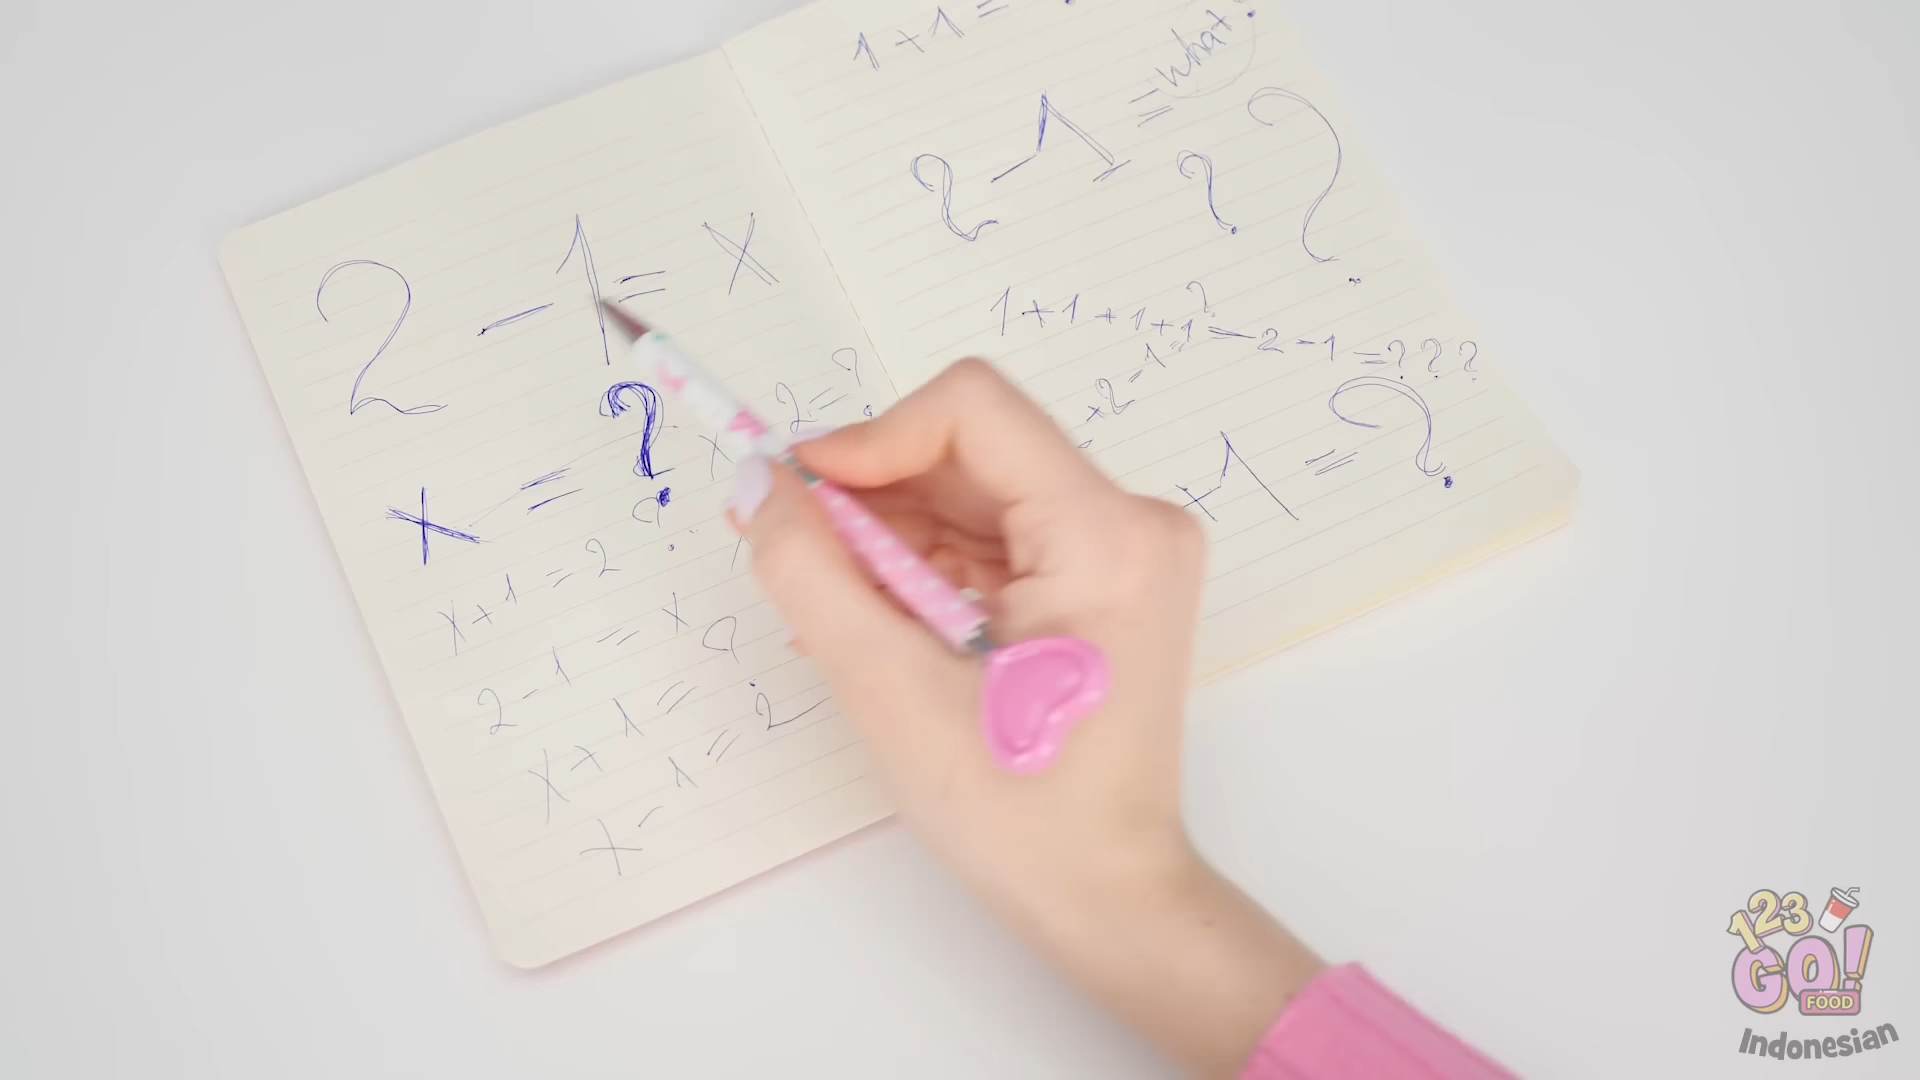 2 - 1 = x
x = ?
x + 1 = 2
2 - 1 = x
x + 1 = ?
x - 1 = 2
2 = ?
1 + 1 =
2 - 1 = what?
? ?
1 + 1 + 1 + 1 = 2 - 1 = ? ? ?
x 2 - 1 =
+ 1 = ?
123
GO!
FOOD
Indonesian